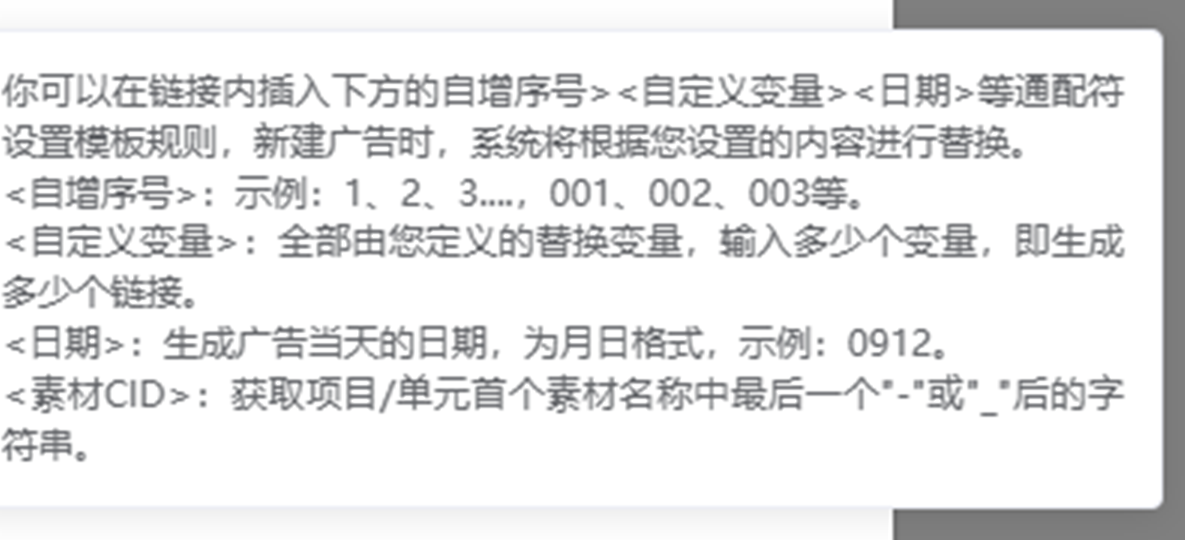 你可以在链接内插入下方的自增序号><自定义变量><日期>等通配符
设置模板规则，新建广告时，系统将根据您设置的内容进行替换。
<自增序号>：示例：1、2、3....，001、002、003等。
<自定义变量>：全部由您定义的替换变量，输入多少个变量，即生成
多少个链接。
<日期>：生成广告当天的日期，为月日格式，示例：0912。
<素材CID>：获取项目/单元首个素材名称中最后一个"-"或"_"后的字
符串。